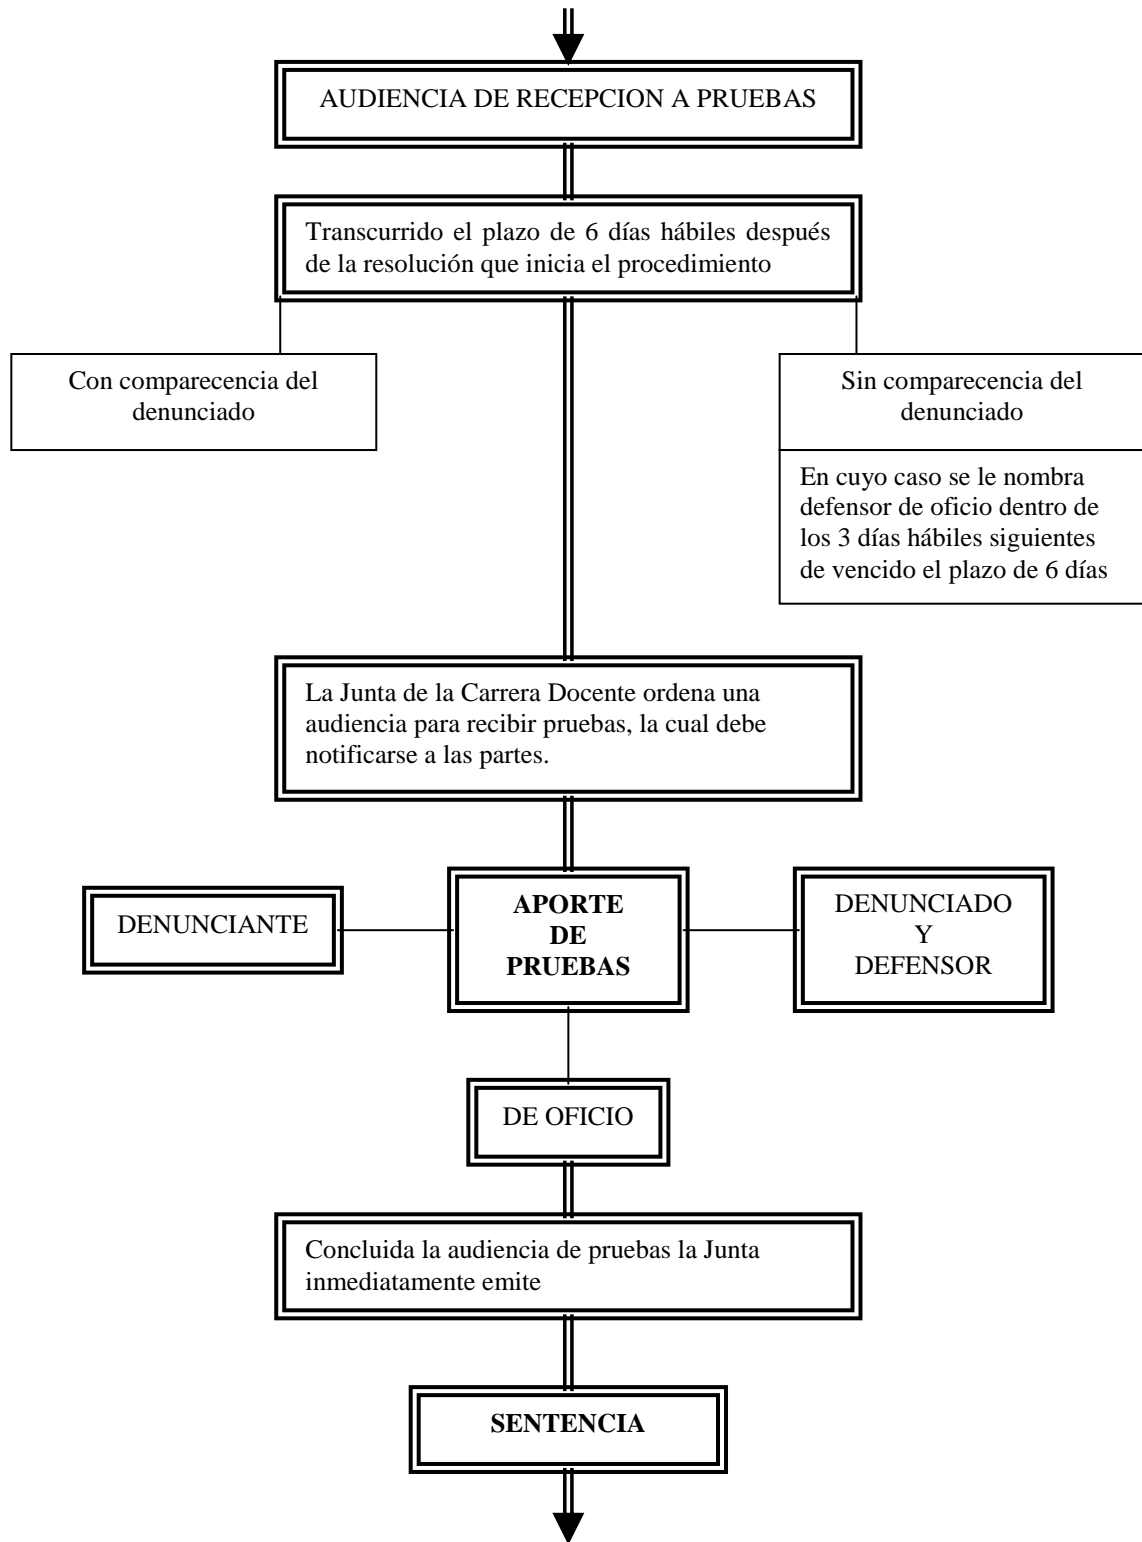 AUDIENCIA DE RECEPCION A PRUEBAS
Transcurrido el plazo de 6 días hábiles después
de la resolución que inicia el procedimiento
Con comparecencia del
denunciado
Sin comparecencia del
denunciado
En cuyo caso se le nombra
defensor de oficio dentro de
los 3 días hábiles siguientes
de vencido el plazo de 6 días
La Junta de la Carrera Docente ordena una
audiencia para recibir pruebas, la cual debe
notificarse a las partes.
DENUNCIANTE
APORTE
DE
PRUEBAS
DENUNCIADO
Y
DEFENSOR
DE OFICIO
Concluida la audiencia de pruebas la Junta
inmediatamente emite
SENTENCIA